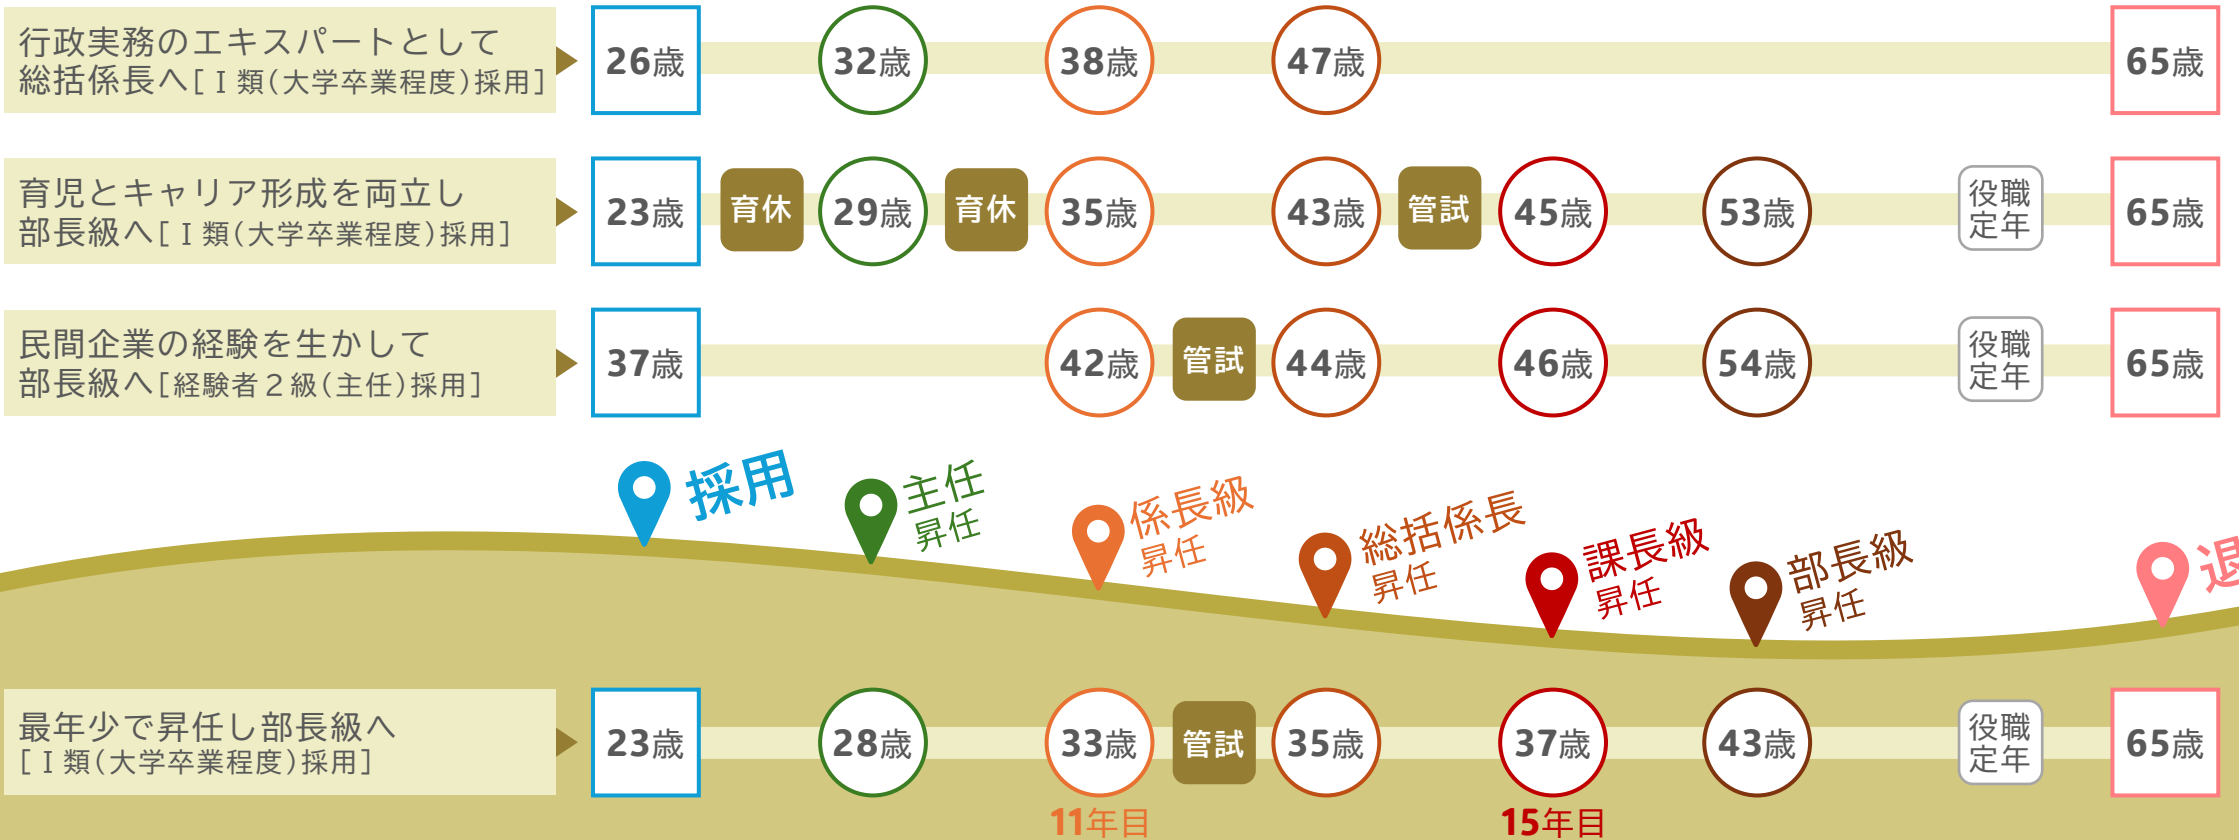 行政実務のエキスパートとして
総括係長へ[Ⅰ類(大学卒業程度)採用]
26歳
32歳
38歳
47歳
65歳
育児とキャリア形成を両立し
部長級へ[Ⅰ類(大学卒業程度)採用]
23歳
育休
29歳
育休
35歳
43歳
管試
45歳
53歳
役職
定年
65歳
民間企業の経験を生かして
部長級へ[経験者２級(主任)採用]
37歳
42歳
管試
44歳
46歳
54歳
役職
定年
65歳
採用
主任
昇任
係長級
昇任
総括係長
昇任
課長級
昇任
部長級
昇任
退
最年少で昇任し部長級へ
[Ⅰ類(大学卒業程度)採用]
23歳
28歳
33歳
管試
35歳
37歳
43歳
役職
定年
65歳
11年目
15年目